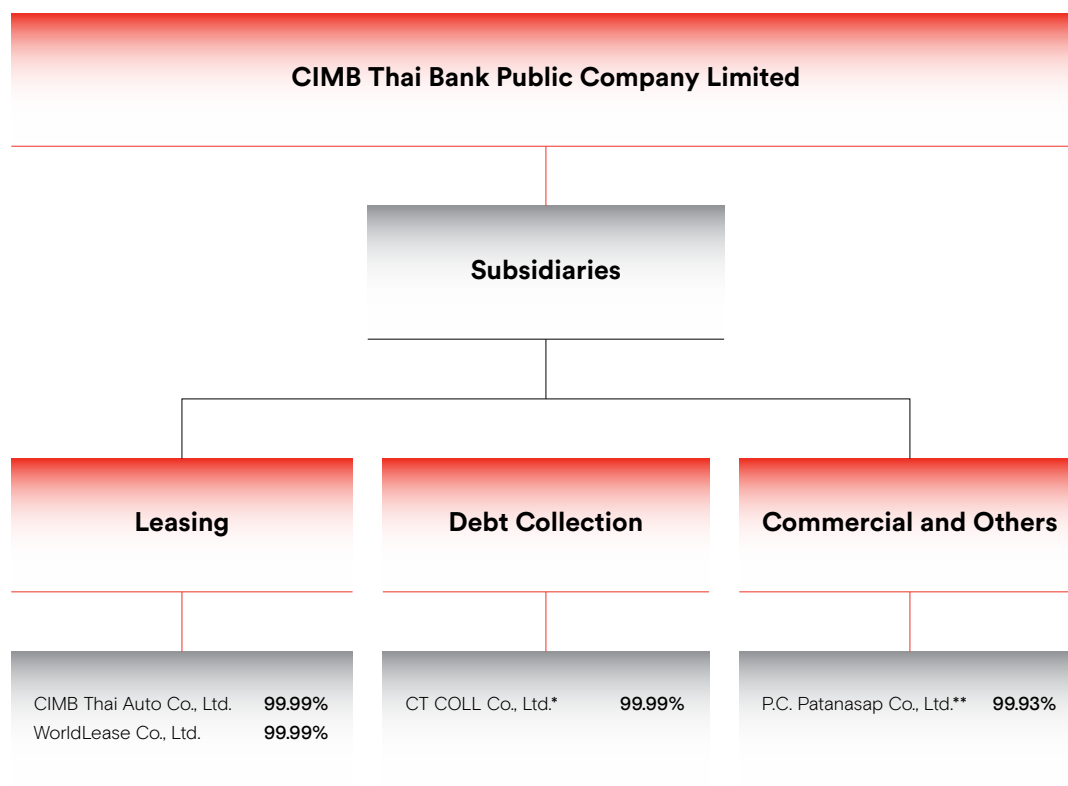 CIMB Thai Bank Public Company Limited
Subsidiaries
Leasing
Debt Collection
Commercial and Others
CIMB Thai Auto Co., Ltd. 99.99%
WorldLease Co., Ltd. 99.99%
CT COLL Co., Ltd.* 99.99%
P.C. Patanasap Co., Ltd.** 99.93%